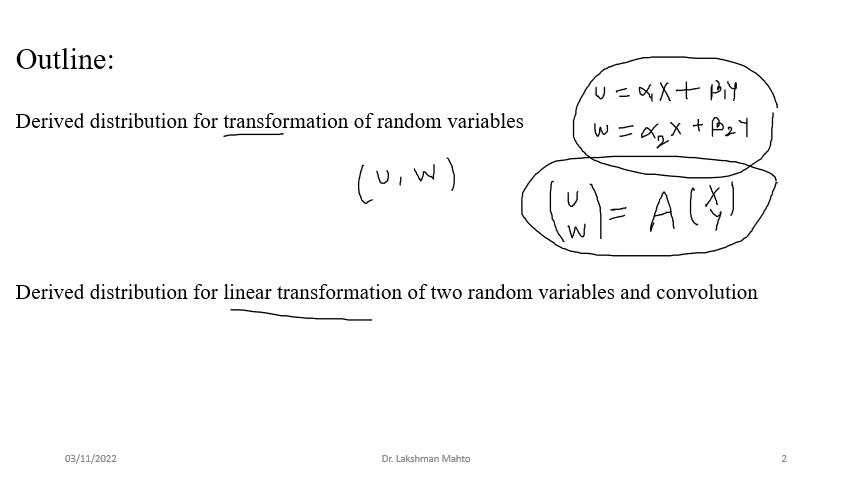 Outline:
U = α₁X + β₁Y
Derived distribution for transformation of random variables
W = α₂X + β₂Y
(U, W)
(U W) = A (X Y)
Derived distribution for linear transformation of two random variables and convolution
03/11/2022
Dr. Lakshman Mahto
2